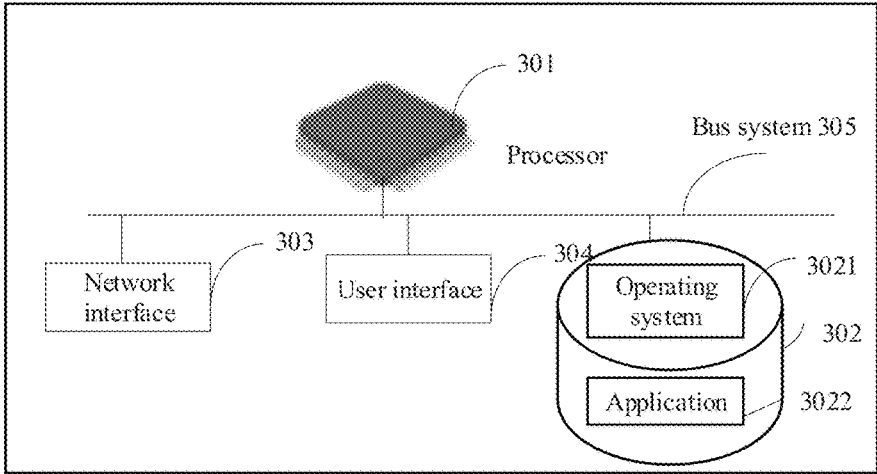 301
Processor
Bus system 305
303
Network
interface
304
User interface
3021
Operating
system
302
Application
3022